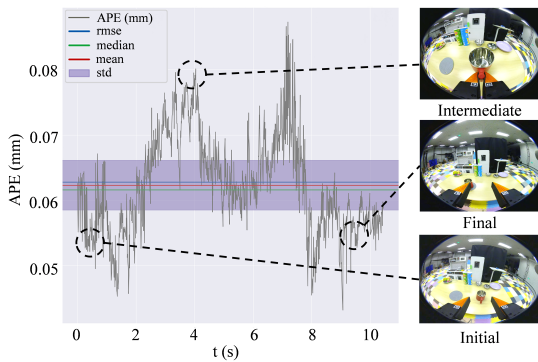 APE (mm)
rmse
median
mean
std
0.08
0.07
0.06
0.05
APE (mm)
0 2 4 6 8 10
t (s)
Intermediate
Final
Initial